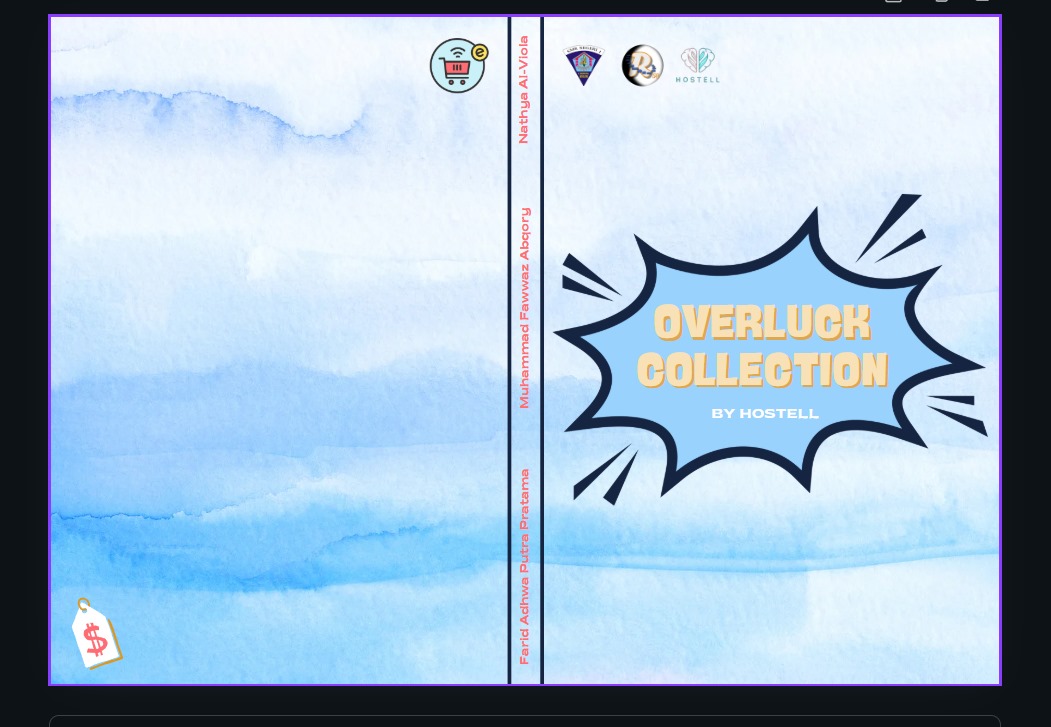 e
Nathya Al-Viola
Muhammad Fawwaz Abqory
Farid Adhwa Putra Pratama
HOSTELL
OVERLUCK
COLLECTION
BY HOSTELL
$